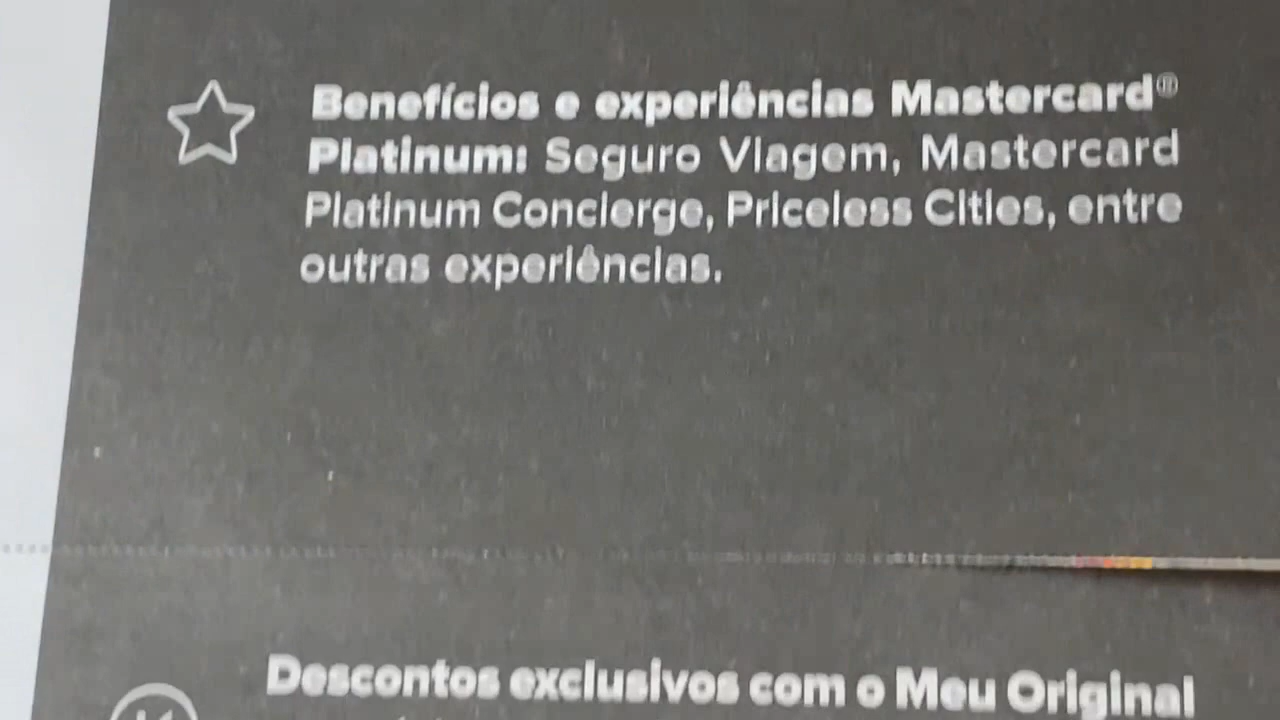 Benefícios e experiências Mastercard®
Platinum: Seguro Viagem, Mastercard
Platinum Concierge, Priceless Cities, entre
outras experiências.
Descontos exclusivos com o Meu Original